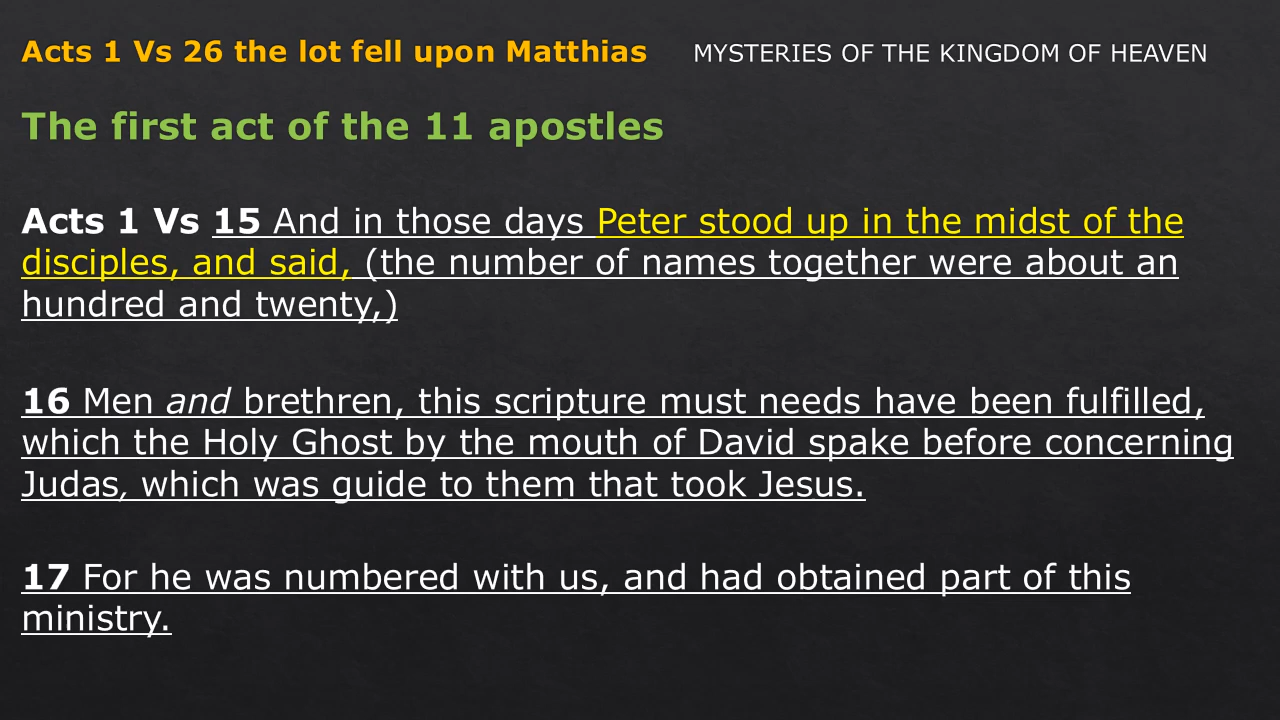 Acts 1 Vs 26 the lot fell upon Matthias MYSTERIES OF THE KINGDOM OF HEAVEN
The first act of the 11 apostles
Acts 1 Vs 15 And in those days Peter stood up in the midst of the
disciples, and said, (the number of names together were about an
hundred and twenty,)
16 Men and brethren, this scripture must needs have been fulfilled,
which the Holy Ghost by the mouth of David spake before concerning
Judas, which was guide to them that took Jesus.
17 For he was numbered with us, and had obtained part of this
ministry.